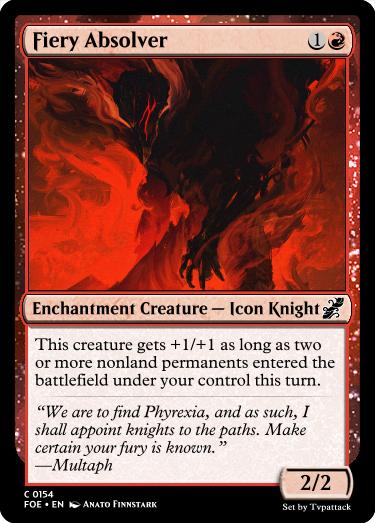 Fiery Absolver 1
Enchantment Creature — Icon Knight
This creature gets +1/+1 as long as two
or more nonland permanents entered the
battlefield under your control this turn.
“We are to find Phyrexia, and as such, I
shall appoint knights to the paths. Make
certain your fury is known.”
—Multaph
2/2
C 0154
FOE • EN Anato Finnstark
Set by Tvpattack